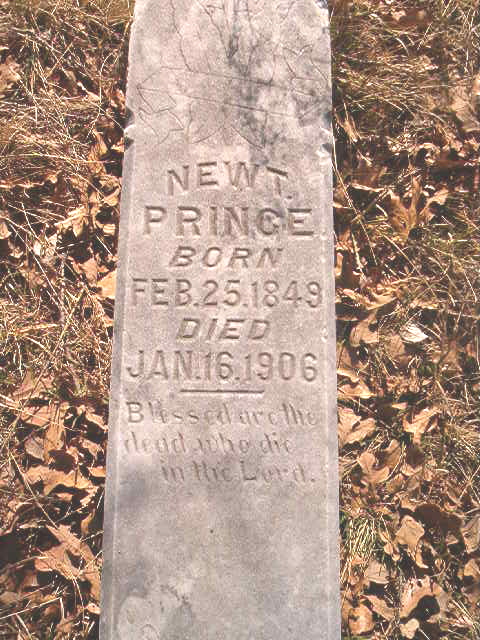 NEWT.
PRINCE
BORN
FEB.25.1849
DIED
JAN.16.1906
Blessed are the
dead who die
in the Lord.